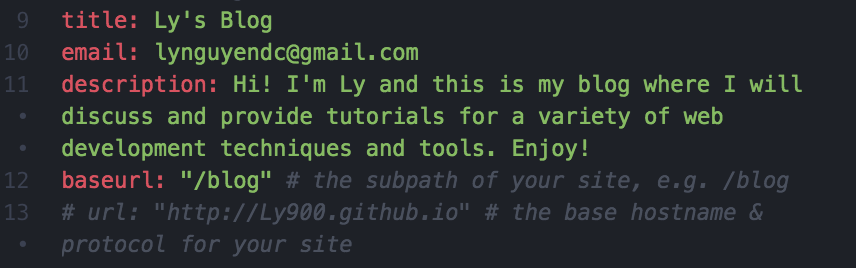 9 title: Ly's Blog
10 email: lynguyendc@gmail.com
11 description: Hi! I'm Ly and this is my blog where I will
• discuss and provide tutorials for a variety of web
• development techniques and tools. Enjoy!
12 baseurl: "/blog" # the subpath of your site, e.g. /blog
13 # url: "http://Ly900.github.io" # the base hostname &
• protocol for your site